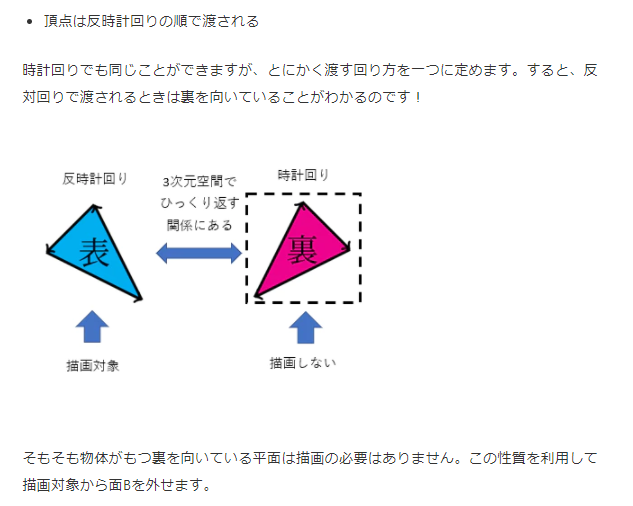 頂点は反時計回りの順で渡される
時計回りでも同じことができますが、とにかく渡す回り方を一つに定めます。すると、反
対回りで渡されるときは裏を向いていることがわかるのです！
反時計回り
3次元空間で
ひっくり返す
関係にある
時計回り
表
裏
描画対象
描画しない
そもそも物体がもつ裏を向いている平面は描画の必要はありません。この性質を利用して
描画対象から面Bを外せます。